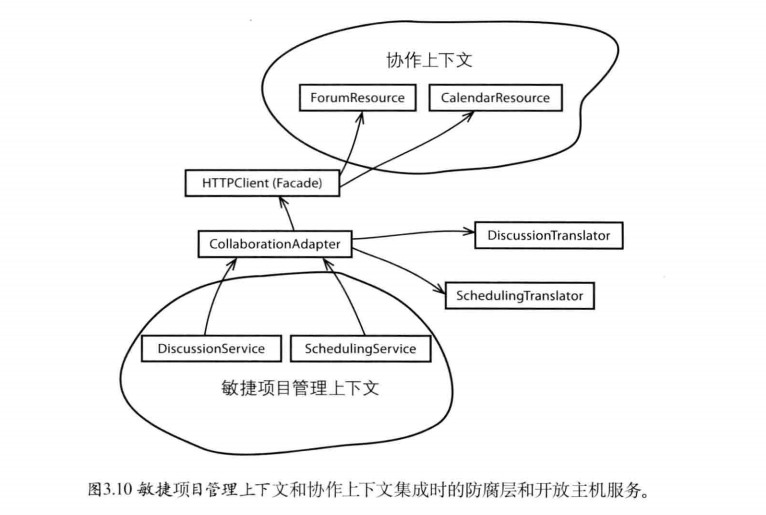 协作上下文
ForumResource
CalendarResource
HTTPClient (Facade)
CollaborationAdapter
DiscussionTranslator
SchedulingTranslator
DiscussionService
SchedulingService
敏捷项目管理上下文
图3.10 敏捷项目管理上下文和协作上下文集成时的防腐层和开放主机服务。